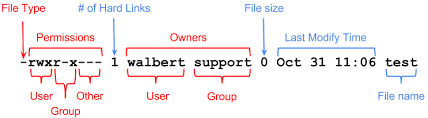 File Type # of Hard Links File size
Permissions Owners Last Modify Time
-rwxr-x--- 1 walbert support 0 Oct 31 11:06 test
User Other User Group File name
Group